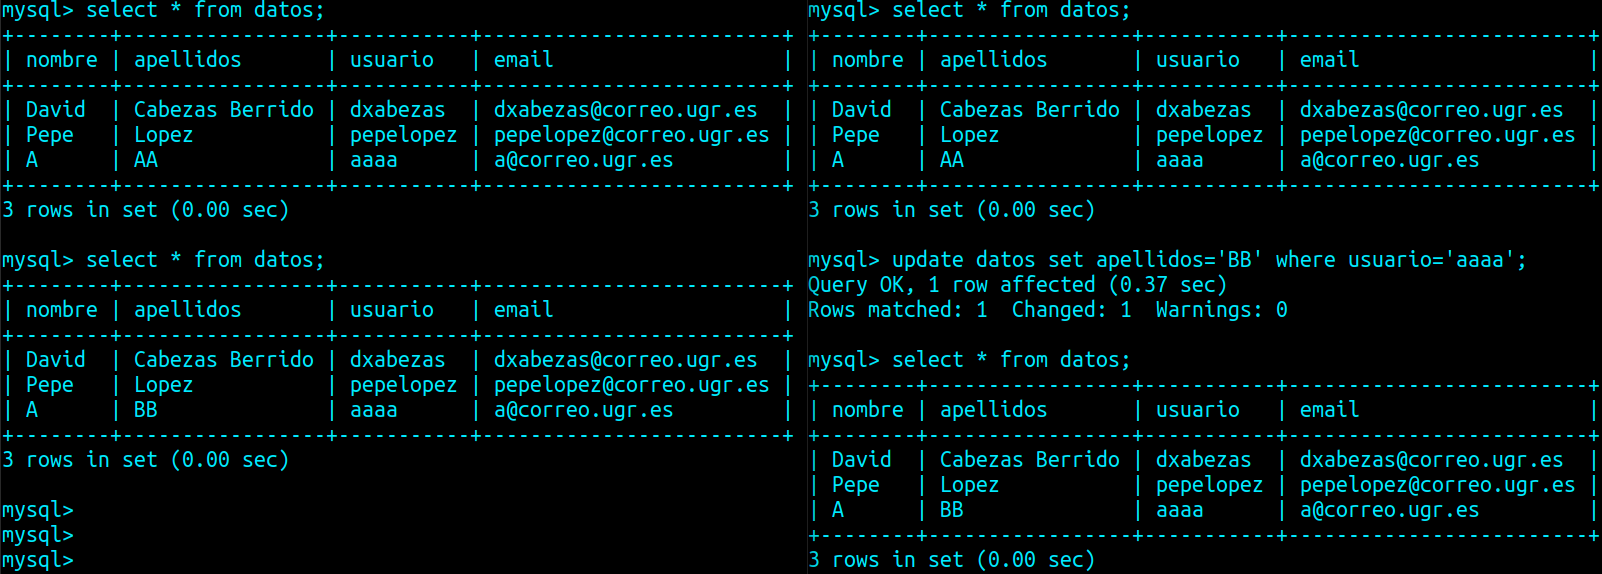 mysql> select * from datos;
+--------+-----------------+-----------+-------------------------+
| nombre | apellidos       | usuario   | email                   |
+--------+-----------------+-----------+-------------------------+
| David  | Cabezas Berrido | dxabezas  | dxabezas@correo.ugr.es  |
| Pepe   | Lopez           | pepelopez | pepelopez@correo.ugr.es |
| A      | AA              | aaaa      | a@correo.ugr.es         |
+--------+-----------------+-----------+-------------------------+
3 rows in set (0.00 sec)
mysql> select * from datos;
+--------+-----------------+-----------+-------------------------+
| nombre | apellidos       | usuario   | email                   |
+--------+-----------------+-----------+-------------------------+
| David  | Cabezas Berrido | dxabezas  | dxabezas@correo.ugr.es  |
| Pepe   | Lopez           | pepelopez | pepelopez@correo.ugr.es |
| A      | BB              | aaaa      | a@correo.ugr.es         |
+--------+-----------------+-----------+-------------------------+
3 rows in set (0.00 sec)
mysql>
mysql>
mysql>
mysql> select * from datos;
+--------+-----------------+-----------+-------------------------+
| nombre | apellidos       | usuario   | email                   |
+--------+-----------------+-----------+-------------------------+
| David  | Cabezas Berrido | dxabezas  | dxabezas@correo.ugr.es  |
| Pepe   | Lopez           | pepelopez | pepelopez@correo.ugr.es |
| A      | AA              | aaaa      | a@correo.ugr.es         |
+--------+-----------------+-----------+-------------------------+
3 rows in set (0.00 sec)
mysql> update datos set apellidos='BB' where usuario='aaaa';
Query OK, 1 row affected (0.37 sec)
Rows matched: 1  Changed: 1  Warnings: 0
mysql> select * from datos;
+--------+-----------------+-----------+-------------------------+
| nombre | apellidos       | usuario   | email                   |
+--------+-----------------+-----------+-------------------------+
| David  | Cabezas Berrido | dxabezas  | dxabezas@correo.ugr.es  |
| Pepe   | Lopez           | pepelopez | pepelopez@correo.ugr.es |
| A      | BB              | aaaa      | a@correo.ugr.es         |
+--------+-----------------+-----------+-------------------------+
3 rows in set (0.00 sec)